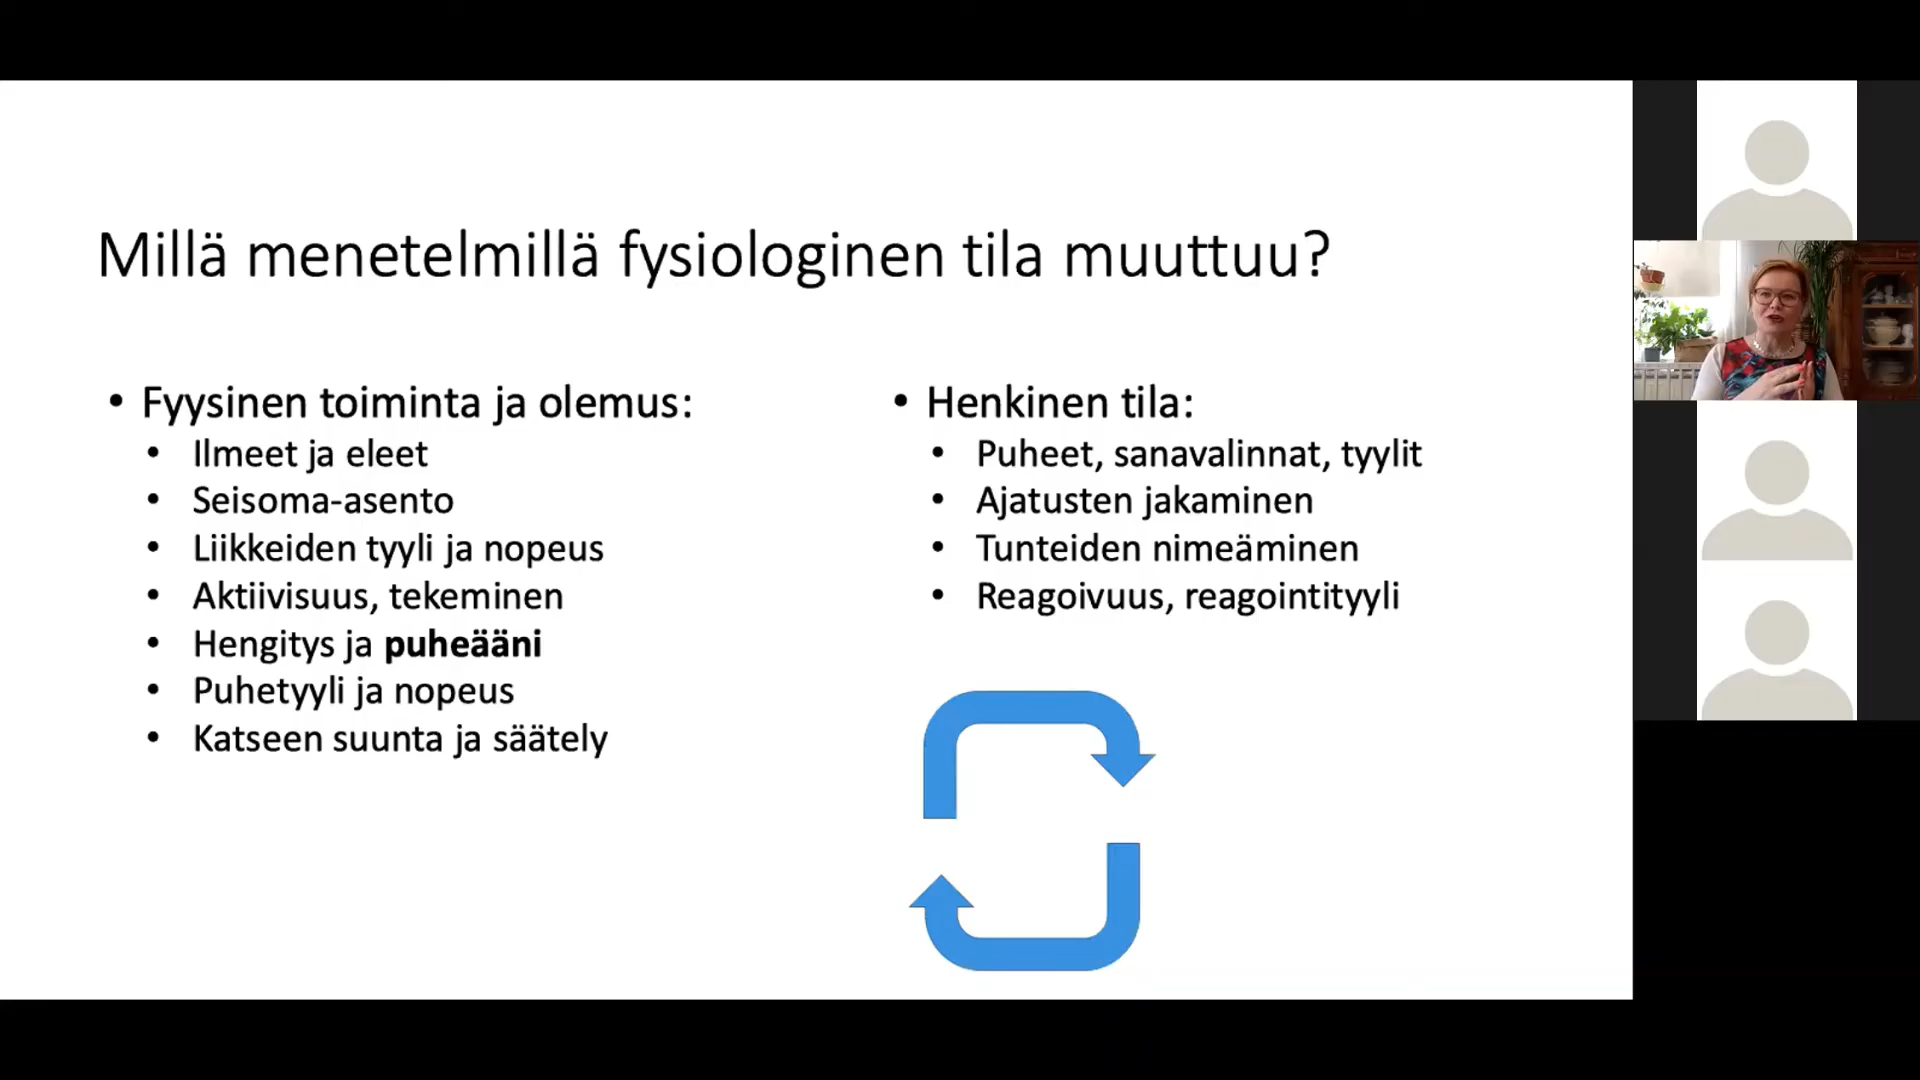 Millä menetelmillä fysiologinen tila muuttuu?
• Fyysinen toiminta ja olemus:
• Ilmeet ja eleet
• Seisoma-asento
• Liikkeiden tyyli ja nopeus
• Aktiivisuus, tekeminen
• Hengitys ja puheääni
• Puhetyyli ja nopeus
• Katseen suunta ja säätely
• Henkinen tila:
• Puheet, sanavalinnat, tyylit
• Ajatusten jakaminen
• Tunteiden nimeäminen
• Reagoivuus, reagointityyli